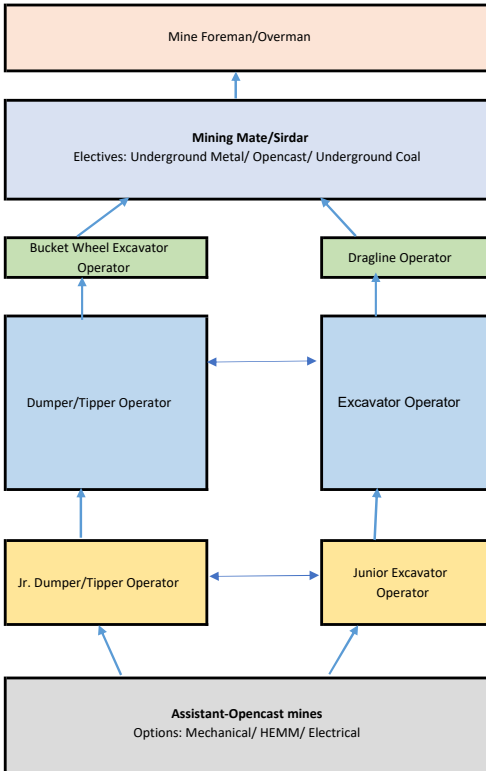 Mine Foreman/Overman
Mining Mate/Sirdar
Electives: Underground Metal/ Opencast/ Underground Coal
Bucket Wheel Excavator
Operator
Dragline Operator
Dumper/Tipper Operator
Excavator Operator
Jr. Dumper/Tipper Operator
Junior Excavator
Operator
Assistant-Opencast mines
Options: Mechanical/ HEMM/ Electrical